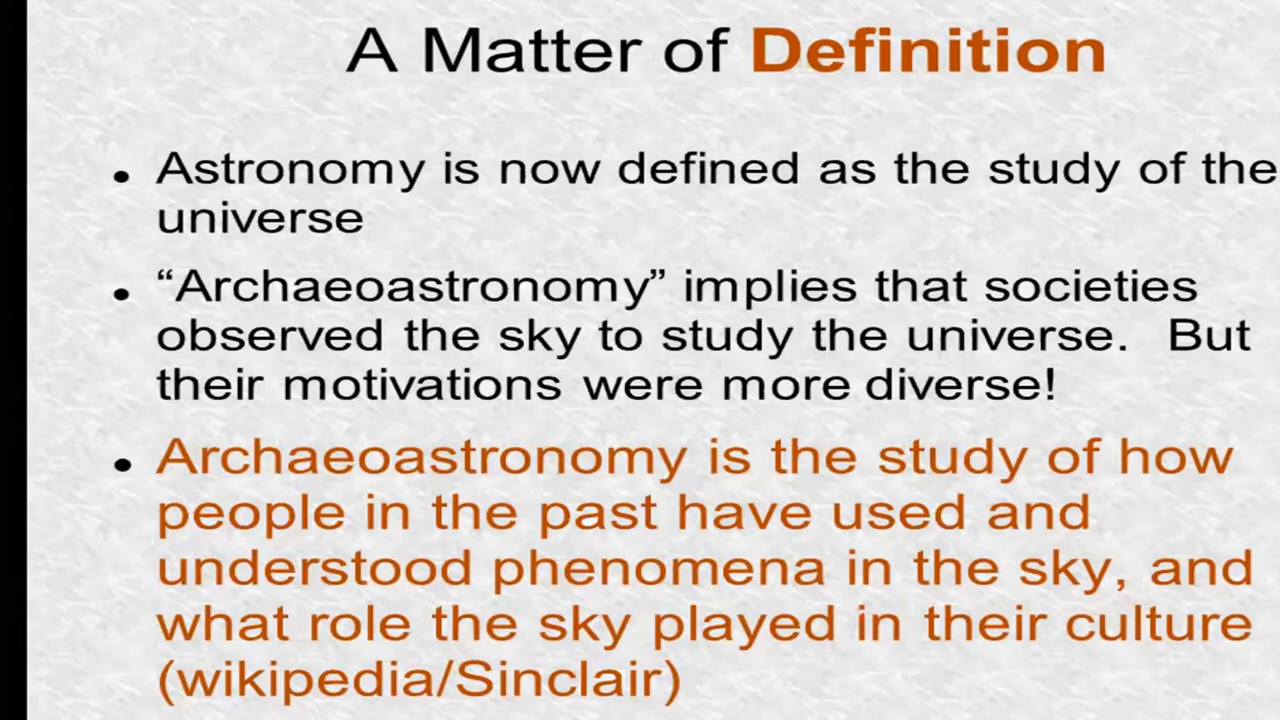 A Matter of Definition
• Astronomy is now defined as the study of the
universe
• “Archaeoastronomy” implies that societies
observed the sky to study the universe.  But
their motivations were more diverse!
• Archaeoastronomy is the study of how
people in the past have used and
understood phenomena in the sky, and
what role the sky played in their culture
(wikipedia/Sinclair)